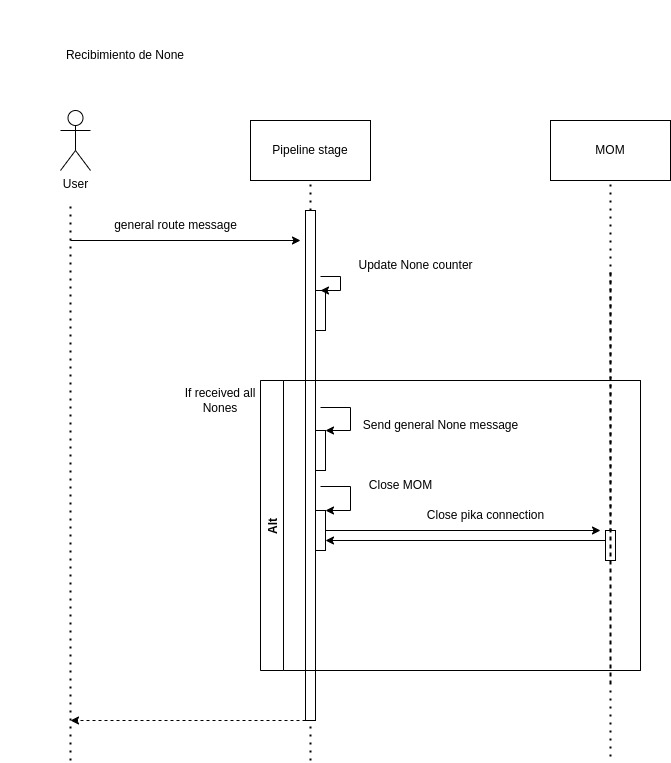 Recibimiento de None
User
Pipeline stage
MOM
general route message
Update None counter
If received all
Nones
Send general None message
Close MOM
Close pika connection
Alt